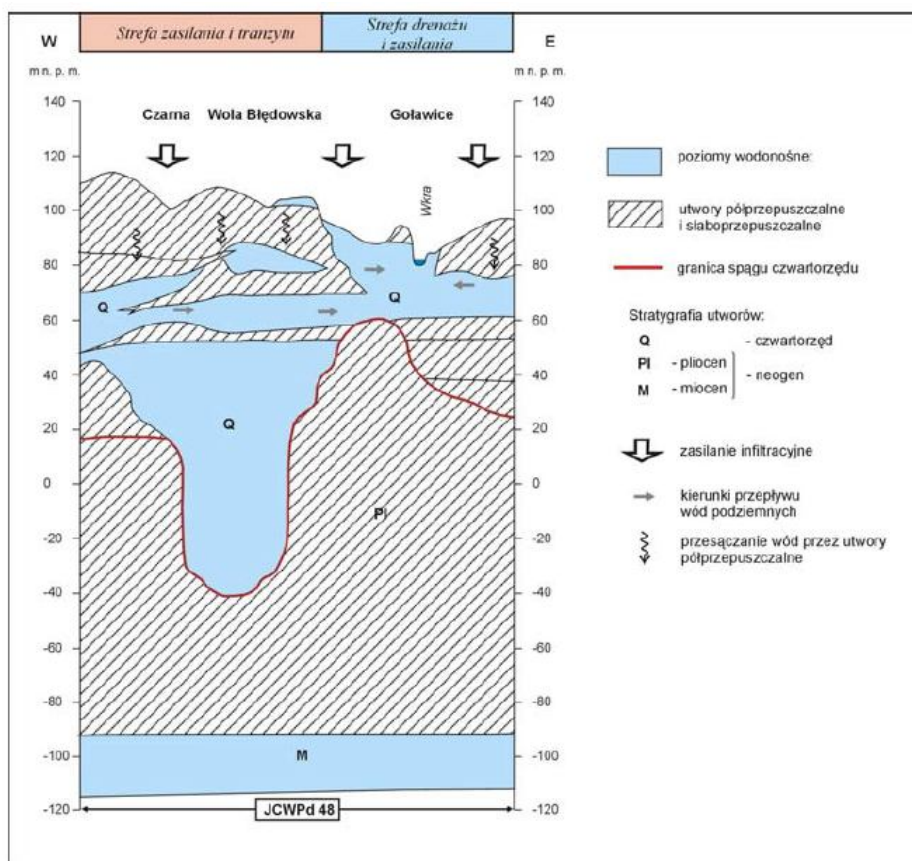 Strefa zasilania i tranzytu
Strefa drenażu
i zasilania
W
E
m n. p. m.
m n. p. m.
140
120
100
80
60
40
20
0
-20
-40
-60
-80
-100
-120
140
120
100
80
60
40
20
0
-20
-40
-60
-80
-100
-120
Czarna
Wola Błędowska
Goławice
Wkra
Q
Q
Q
Pl
M
JCWPd 48
poziomy wodonośne:
utwory półprzepuszczalne
i słaboprzepuszczalne
granica spągu czwartorzędu
Stratygrafia utworów:
Q - czwartorzęd
Pl - pliocen
- neogen
M - miocen
zasilanie infiltracyjne
kierunki przepływu
wód podziemnych
przesączanie wód przez utwory
półprzepuszczalne